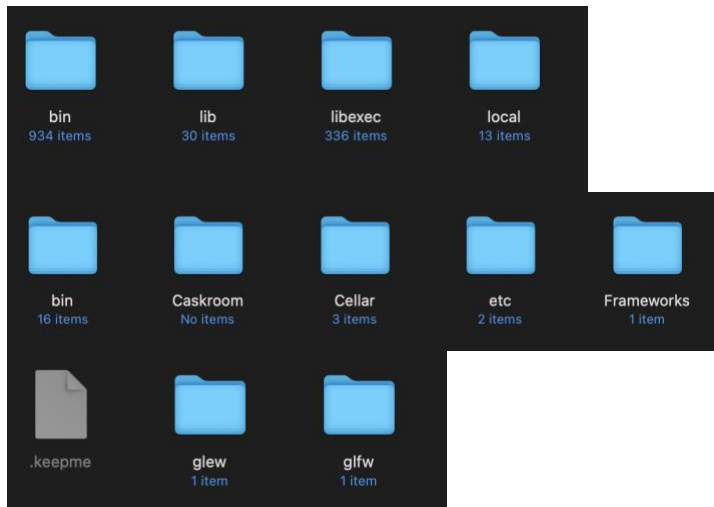 bin lib libexec local
934 items 30 items 336 items 13 items
bin Caskroom Cellar etc Frameworks
16 items No items 3 items 2 items 1 item
.keepme glew glfw
1 item 1 item